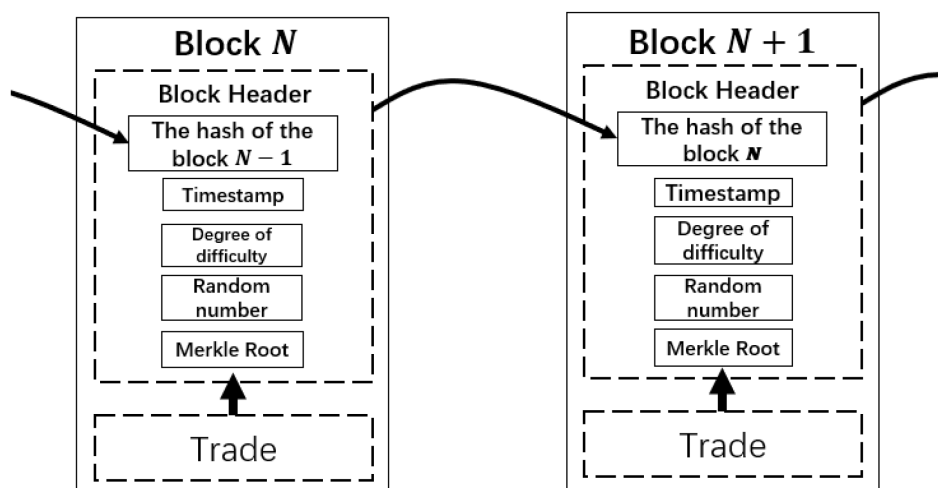 Block N
Block Header
The hash of the
block N − 1
Timestamp
Degree of
difficulty
Random
number
Merkle Root
Trade
Block N + 1
Block Header
The hash of the
block N
Timestamp
Degree of
difficulty
Random
number
Merkle Root
Trade